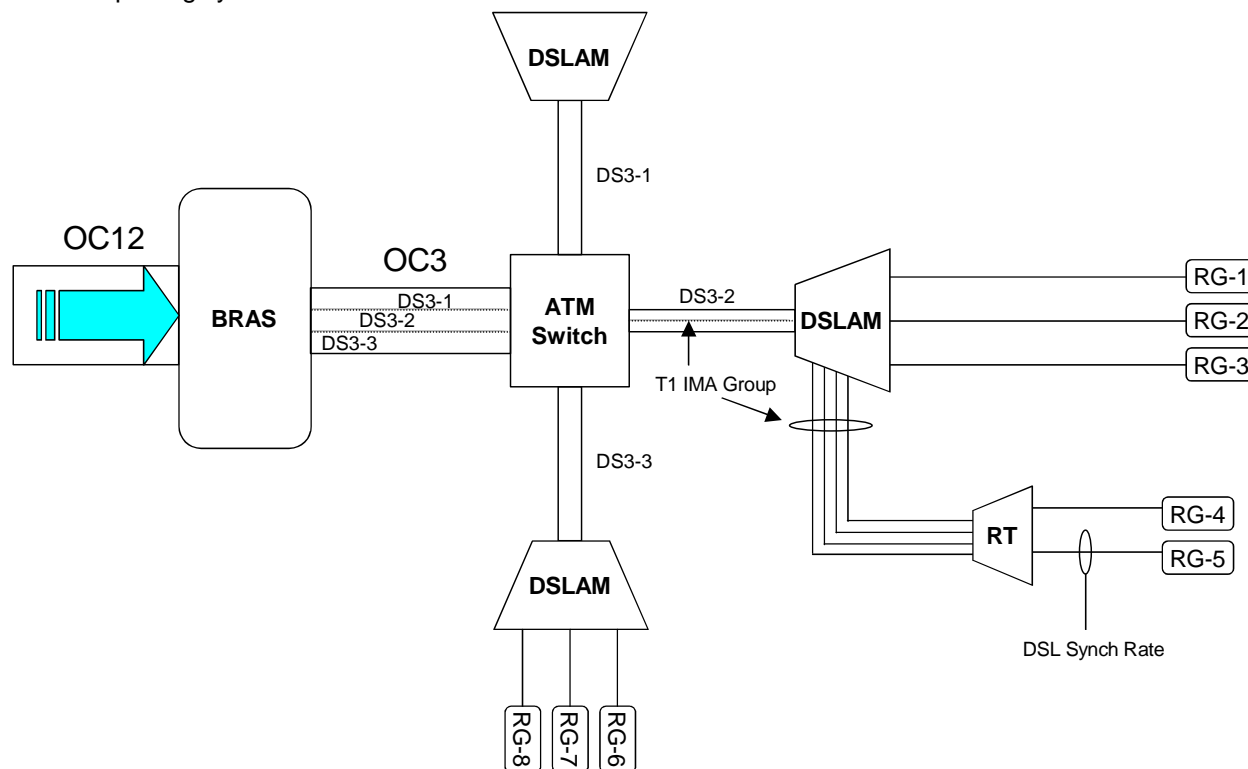 DSLAM
DS3-1
OC12
OC3
BRAS
DS3-1
DS3-2
DS3-3
ATM
Switch
DS3-2
DSLAM
RG-1
RG-2
RG-3
T1 IMA Group
DS3-3
RT
RG-4
RG-5
DSL Synch Rate
DSLAM
RG-8
RG-7
RG-6